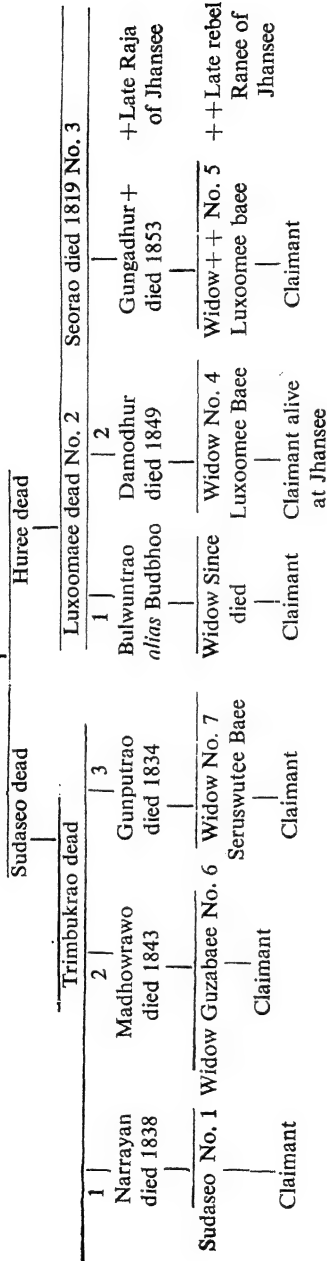 Sudaseo dead
Huree dead
Trimbukrao dead
Luxoomaee dead No. 2
Seorao died 1819 No. 3
1
2
3
1
2
Narrayan
died 1838
Madhowrawo
died 1843
Gunputrao
died 1834
Bulwuntrao
alias Budbhoo
Damodhur
died 1849
Gungadhur+
died 1853
+Late Raja
of Jhansee
Sudaseo No. 1
Widow Guzabaee No. 6
Widow No. 7
Seruswutee Baee
Widow Since
died
Widow No. 4
Luxoomee Baee
Widow++ No. 5
Luxoomee baee
++Late rebel
Ranee of
Jhansee
Claimant
Claimant
Claimant
Claimant
Claimant alive
at Jhansee
Claimant